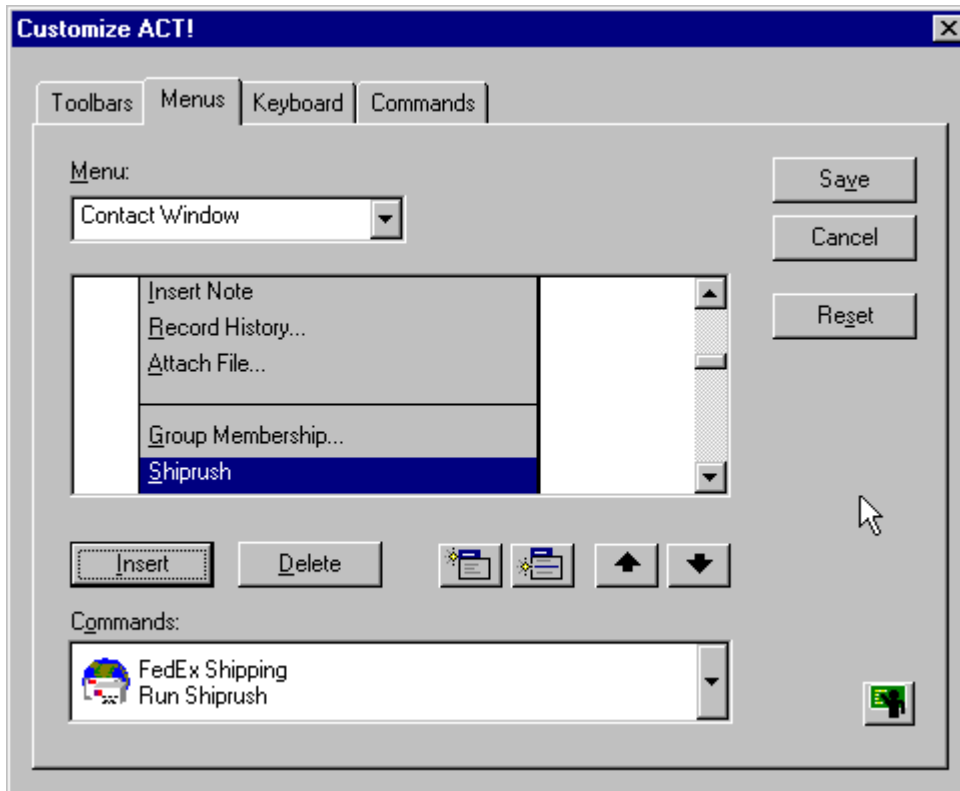 Customize ACT!
Toolbars Menus Keyboard Commands
Menu:
Contact Window
Save
Cancel
Reset
Insert Note
Record History...
Attach File...
Group Membership...
Shiprush
Insert Delete
Commands:
FedEx Shipping
Run Shiprush